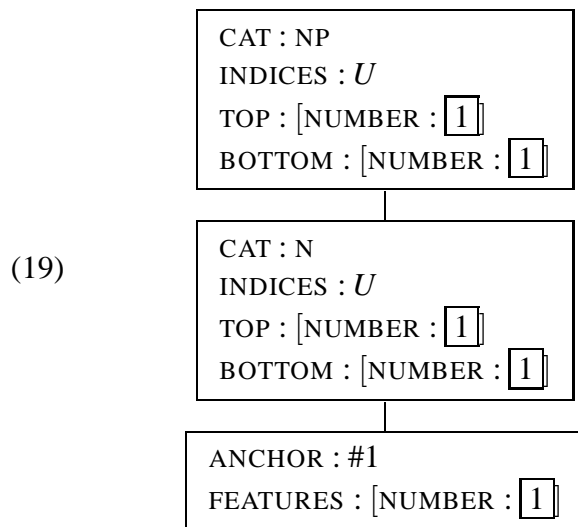 CAT : NP
INDICES : U
TOP : [NUMBER : 1]
BOTTOM : [NUMBER : 1]
(19)
CAT : N
INDICES : U
TOP : [NUMBER : 1]
BOTTOM : [NUMBER : 1]
ANCHOR : #1
FEATURES : [NUMBER : 1]